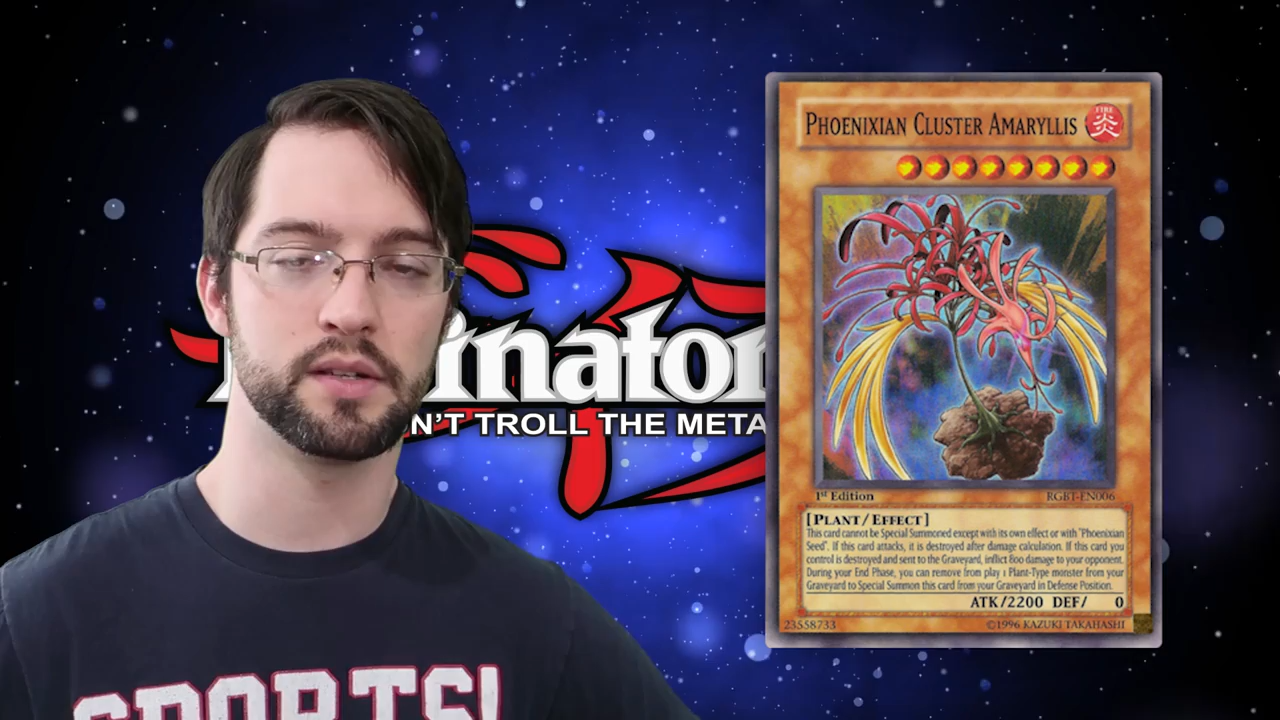 PHOENIXIAN CLUSTER AMARYLLIS
FIRE
炎
inator
N'T TROLL THE META
1st Edition
RGBT-EN006
[PLANT/EFFECT]
This card cannot be Special Summoned except with its own effect or with "Phoenixian
Seed". If this card attacks, it is destroyed after damage calculation. If this card you
control is destroyed and sent to the Graveyard, inflict 800 damage to your opponent.
During your End Phase, you can remove from play 1 Plant-Type monster from your
Graveyard to Special Summon this card from your Graveyard in Defense Position.
ATK/2200 DEF/ 0
23558733
©1996 KAZUKI TAKAHASHI
SPORTS!